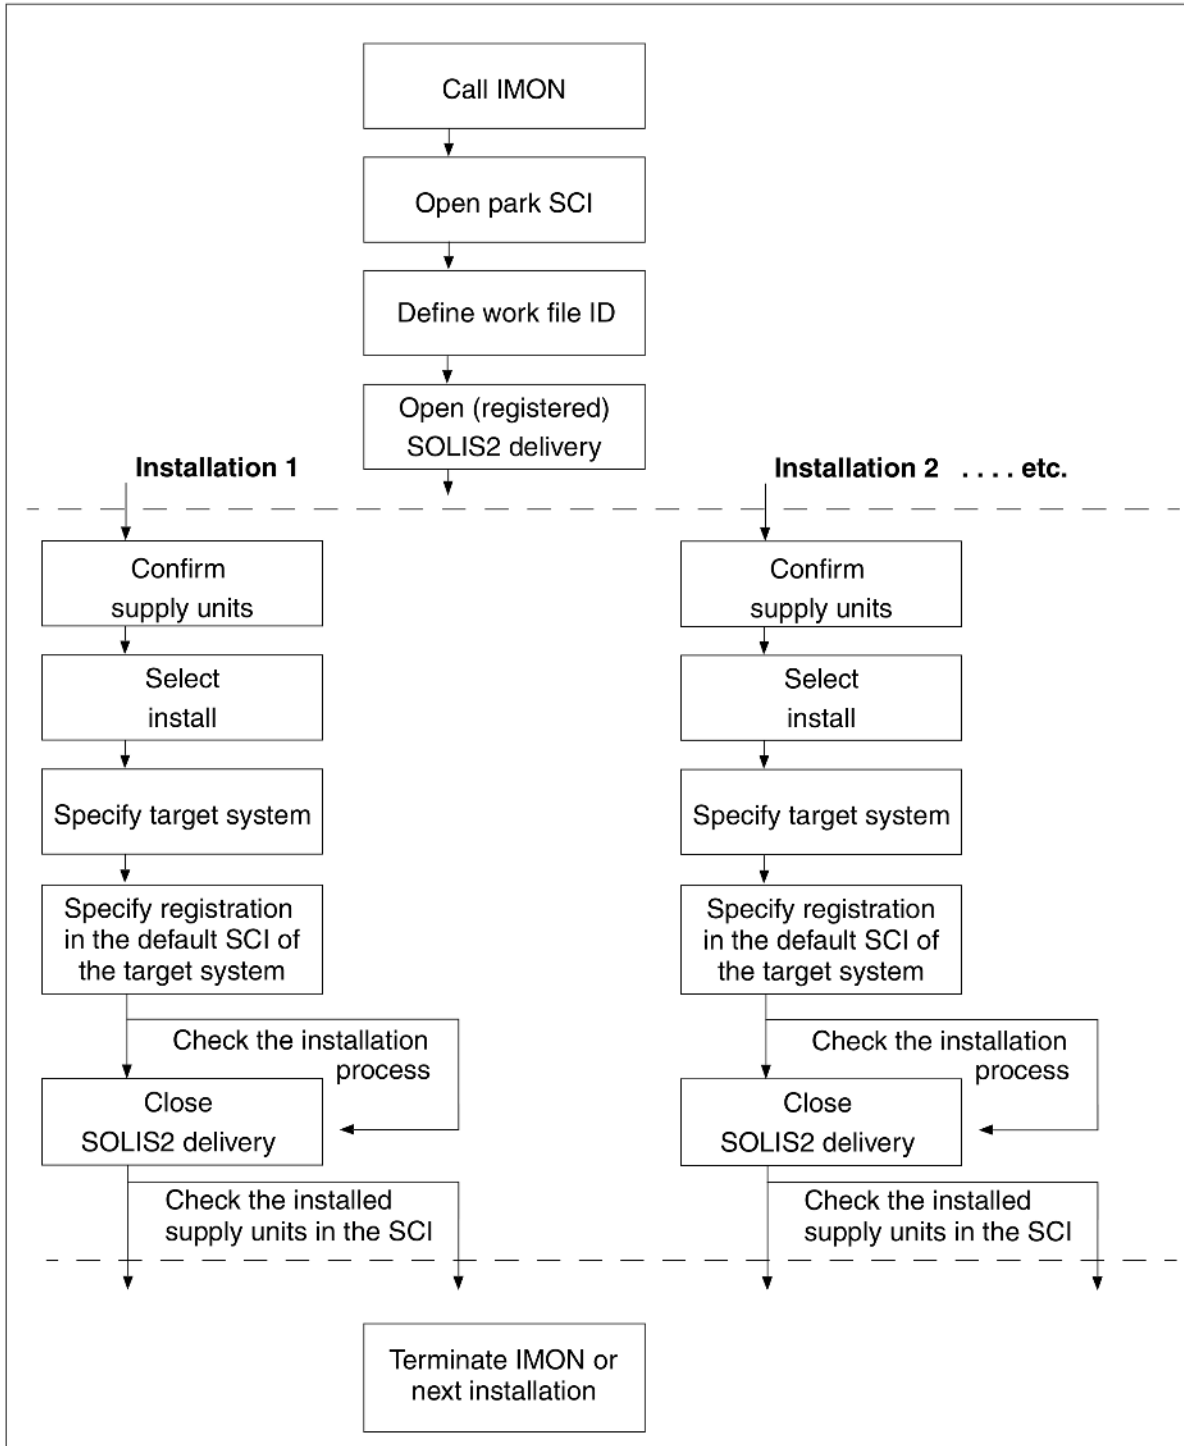 Call IMON
Open park SCI
Define work file ID
Open (registered)
SOLIS2 delivery
Installation 1
Installation 2 . . . . etc.
Confirm
supply units
Select
install
Specify target system
Specify registration
in the default SCI of
the target system
Check the installation
process
Close
SOLIS2 delivery
Check the installed
supply units in the SCI
Confirm
supply units
Select
install
Specify target system
Specify registration
in the default SCI of
the target system
Check the installation
process
Close
SOLIS2 delivery
Check the installed
supply units in the SCI
Terminate IMON or
next installation